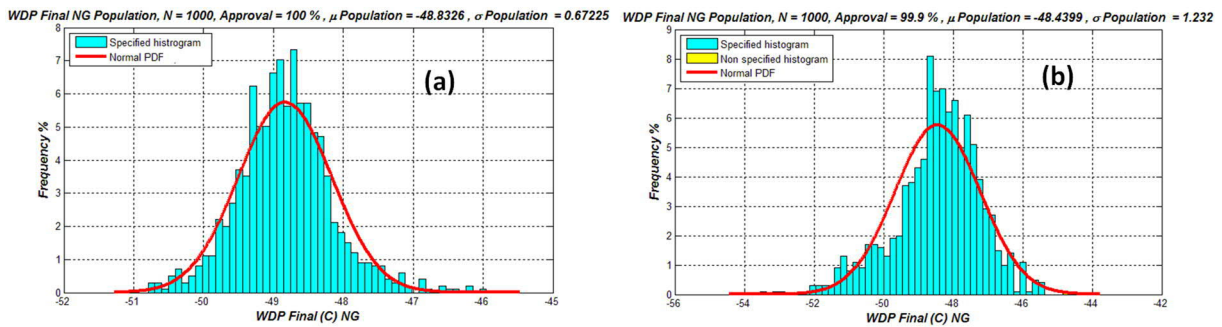 WDP Final NG Population, N = 1000, Approval = 100 % , μ Population = -48.8326 , σ Population = 0.67225
Specified histrogram
Normal PDF
(a)
Frequency %
8
7
6
5
4
3
2
1
0
-52 -51 -50 -49 -48 -47 -46 -45
WDP Final (C) NG
WDP Final NG Population, N = 1000, Approval = 99.9 % , μ Population = -48.4399 , σ Population = 1.232
Specified histogram
Non specified histrogram
Normal PDF
(b)
Frequency %
9
8
7
6
5
4
3
2
1
0
-56 -54 -52 -50 -48 -46 -44 -42
WDP Final (C) NG